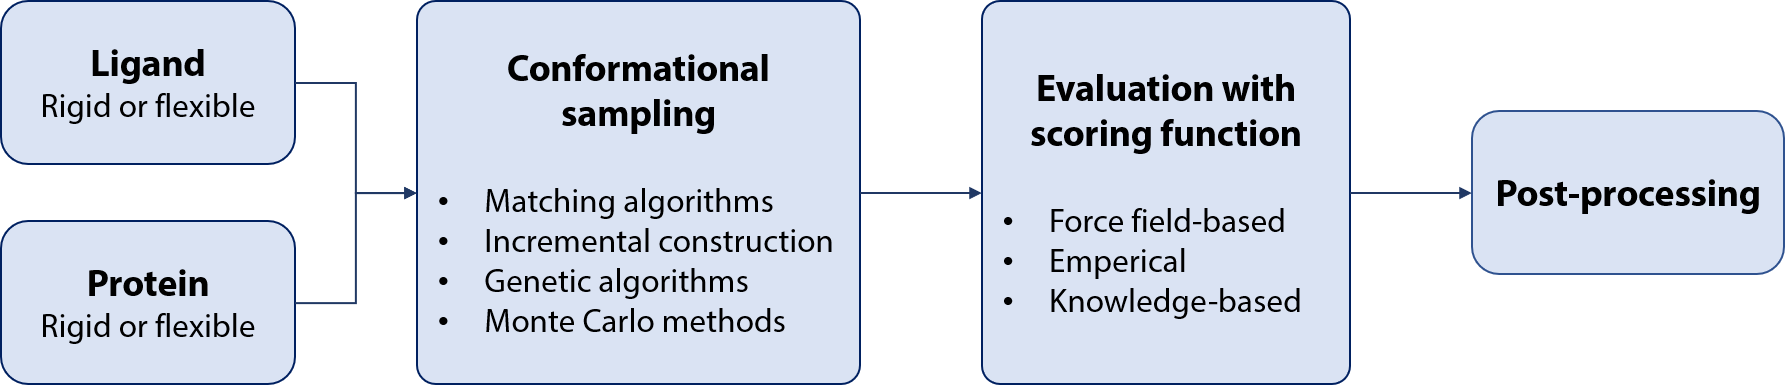 Ligand
Rigid or flexible
Protein
Rigid or flexible
Conformational
sampling
• Matching algorithms
• Incremental construction
• Genetic algorithms
• Monte Carlo methods
Evaluation with
scoring function
• Force field-based
• Emperical
• Knowledge-based
Post-processing